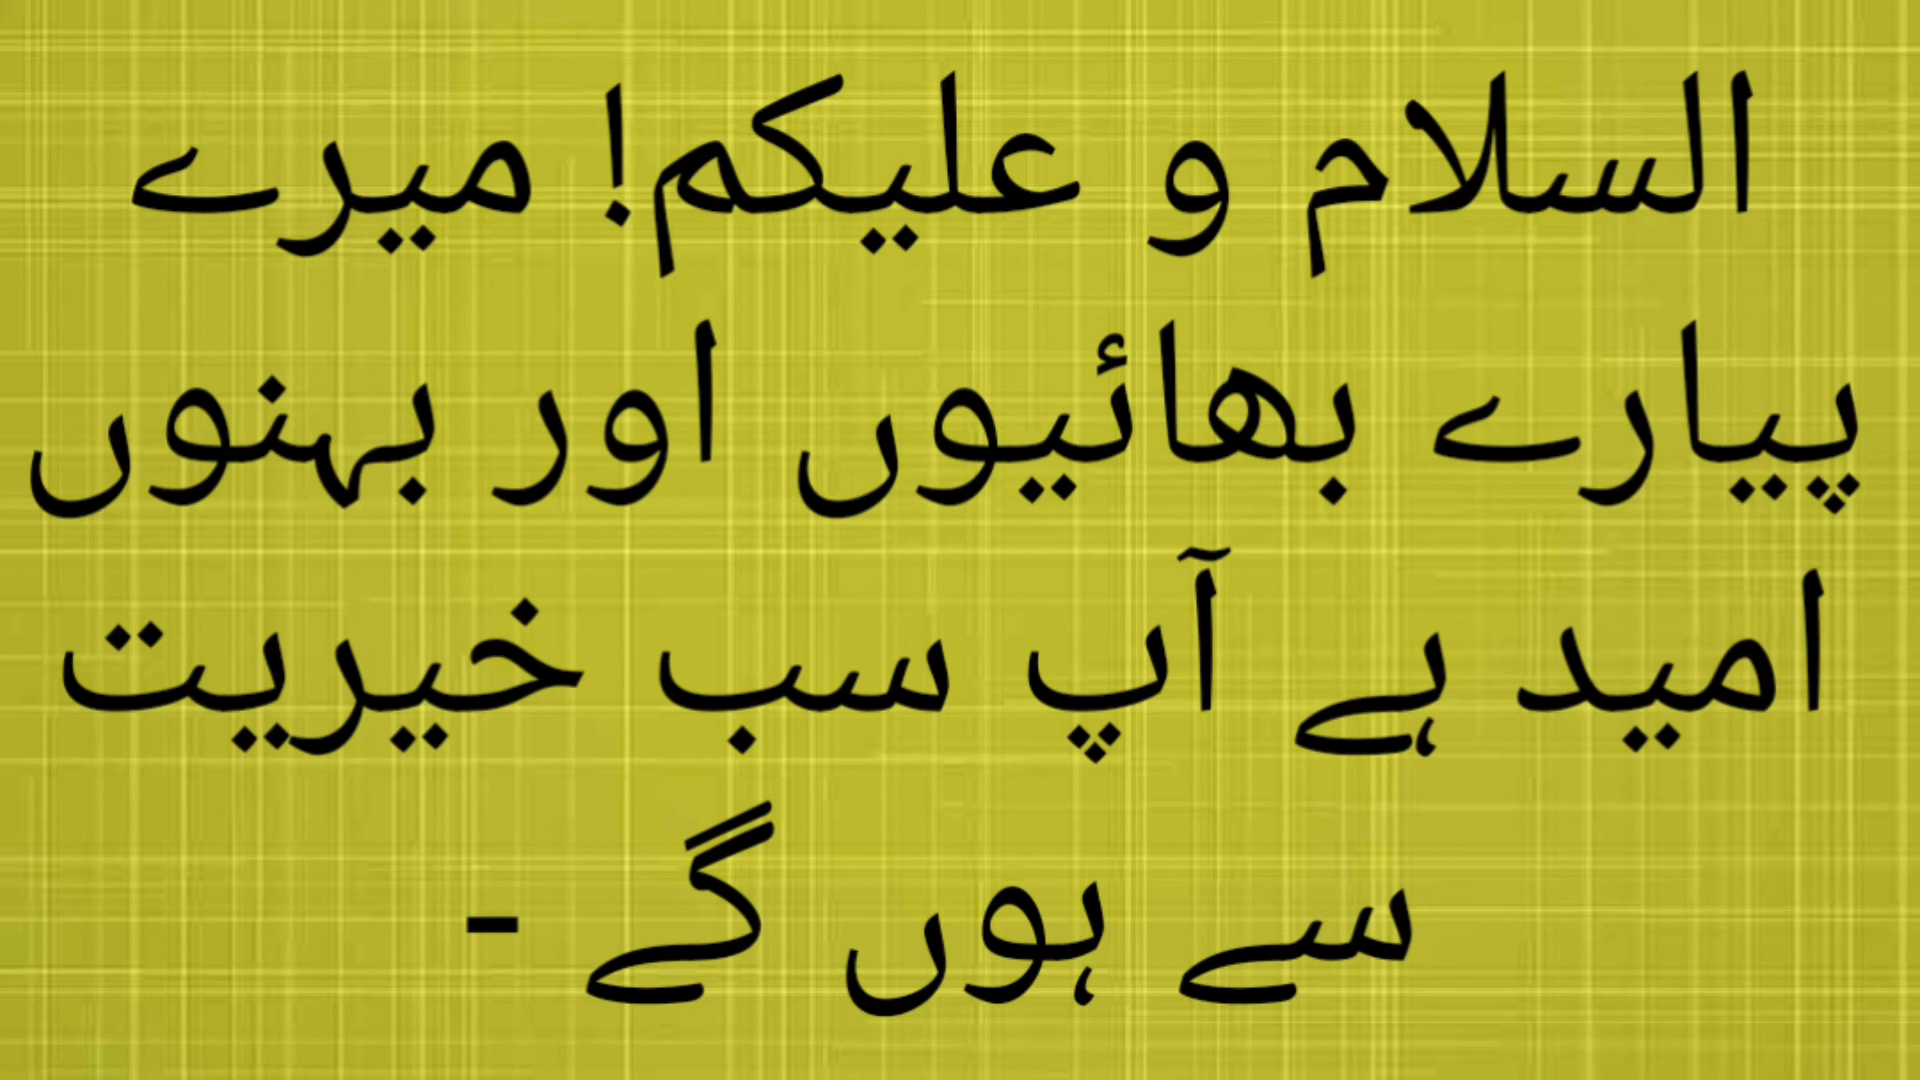 السلام و علیکم! میرے
پیارے بھائیوں اور بہنوں
امید ہے آپ سب خیریت
سے ہوں گے -